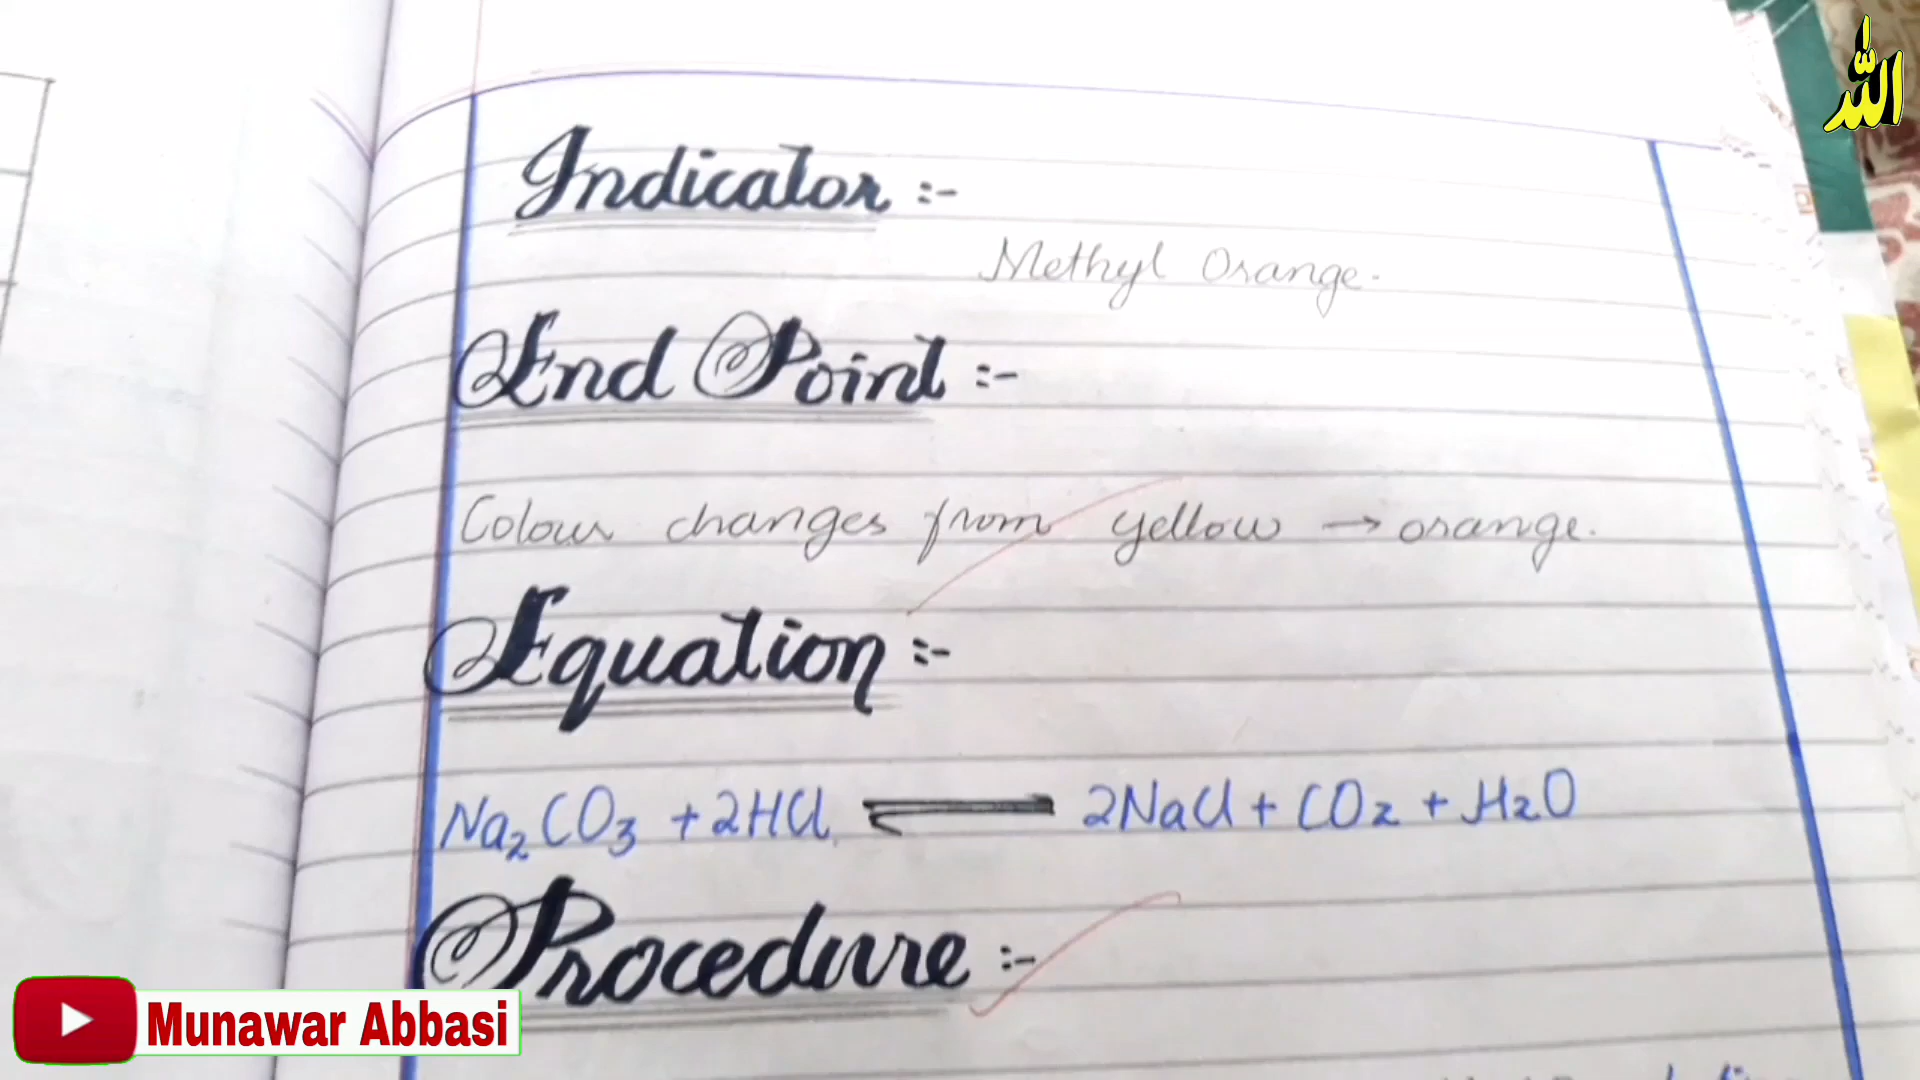 الله
Indicator :-
Methyl Orange.
End Point :-
Colour changes from yellow → orange.
Equation :-
Na₂CO₃ + 2HCl ⇌ 2NaCl + CO₂ + H₂O
Procedure :-
Munawar Abbasi